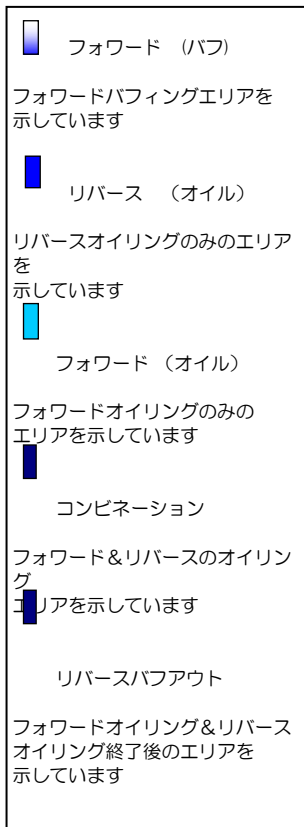 フォワード (バフ)
フォワードバフィングエリアを
示しています
リバース （オイル）
リバースオイリングのみのエリア
を
示しています
フォワード （オイル）
フォワードオイリングのみの
エリアを示しています
コンビネーション
フォワード＆リバースのオイリン
グ
エリアを示しています
リバースバフアウト
フォワードオイリング＆リバース
オイリング終了後のエリアを
示しています